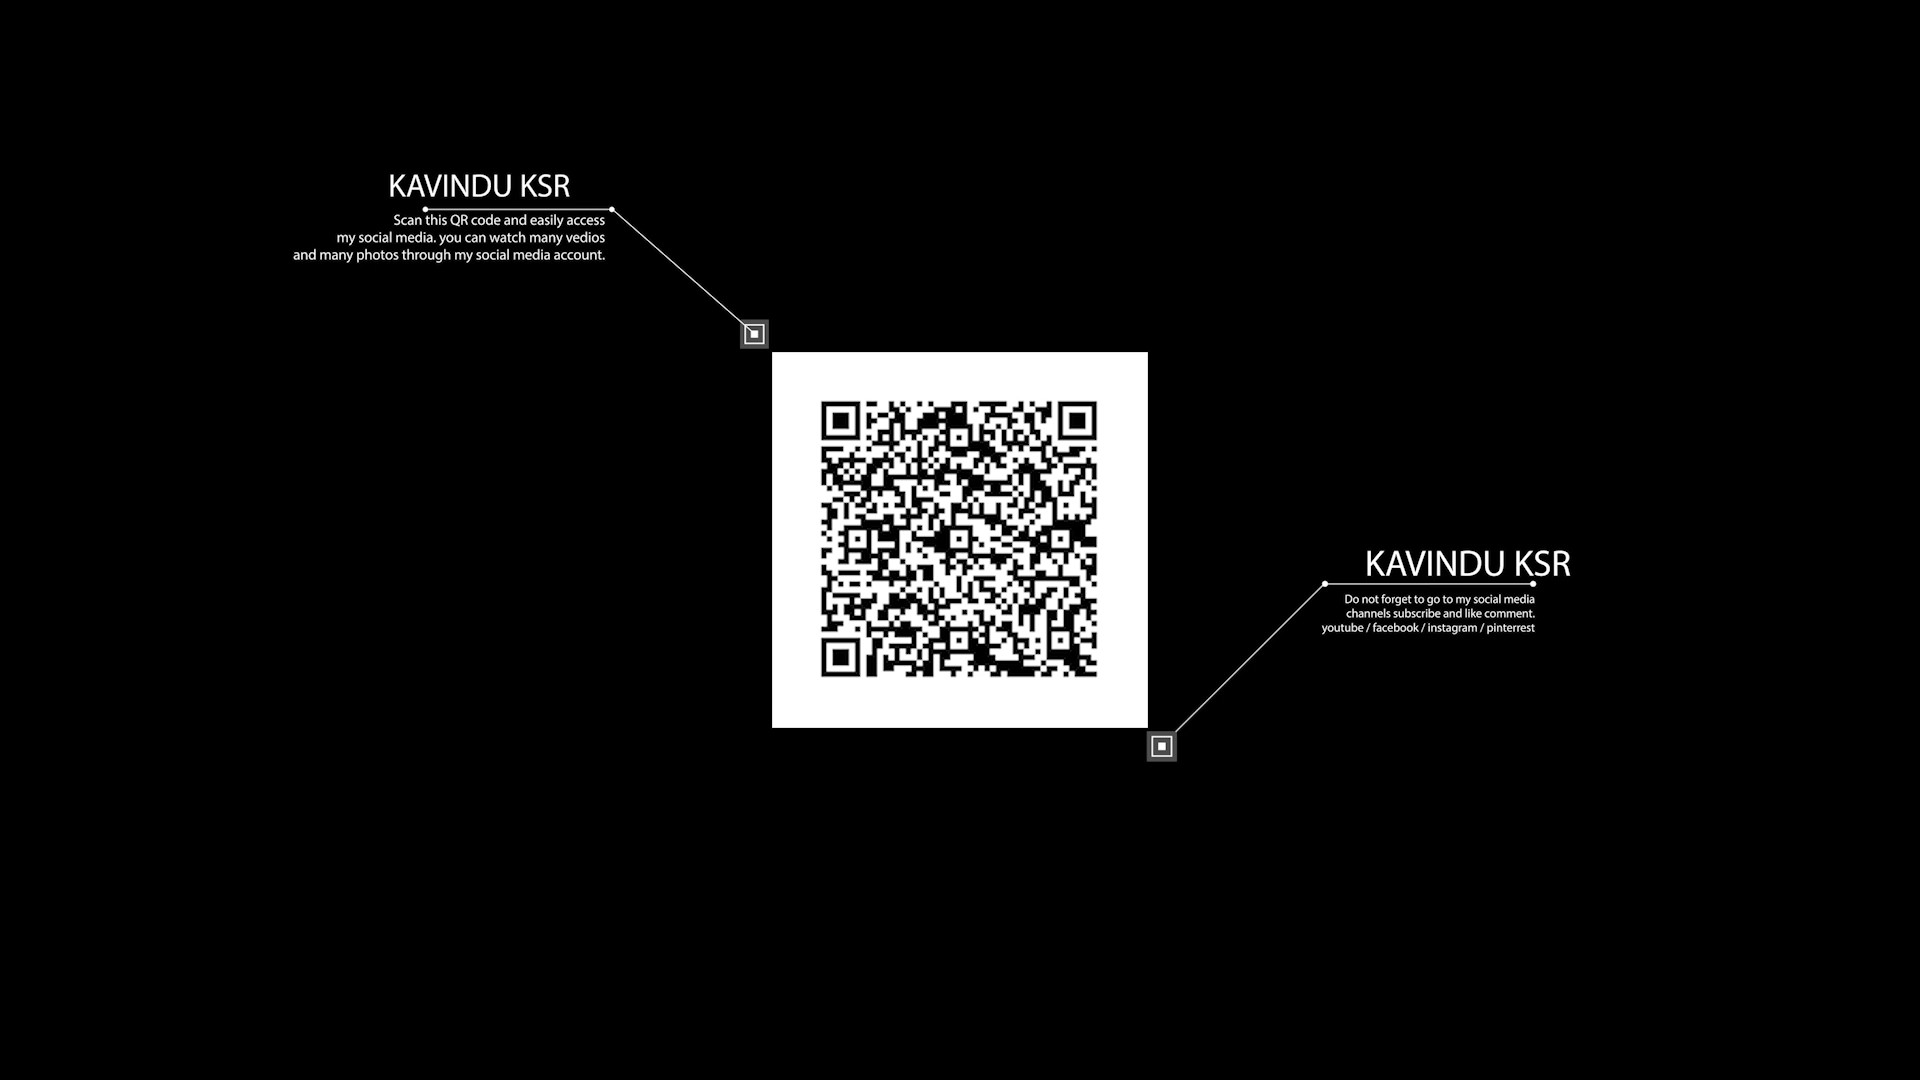 KAVINDU KSR
Scan this QR code and easily access
my social media. you can watch many vedios
and many photos through my social media account.
KAVINDU KSR
Do not forget to go to my social media
channels subscribe and like comment.
youtube / facebook / instagram / pinterrest